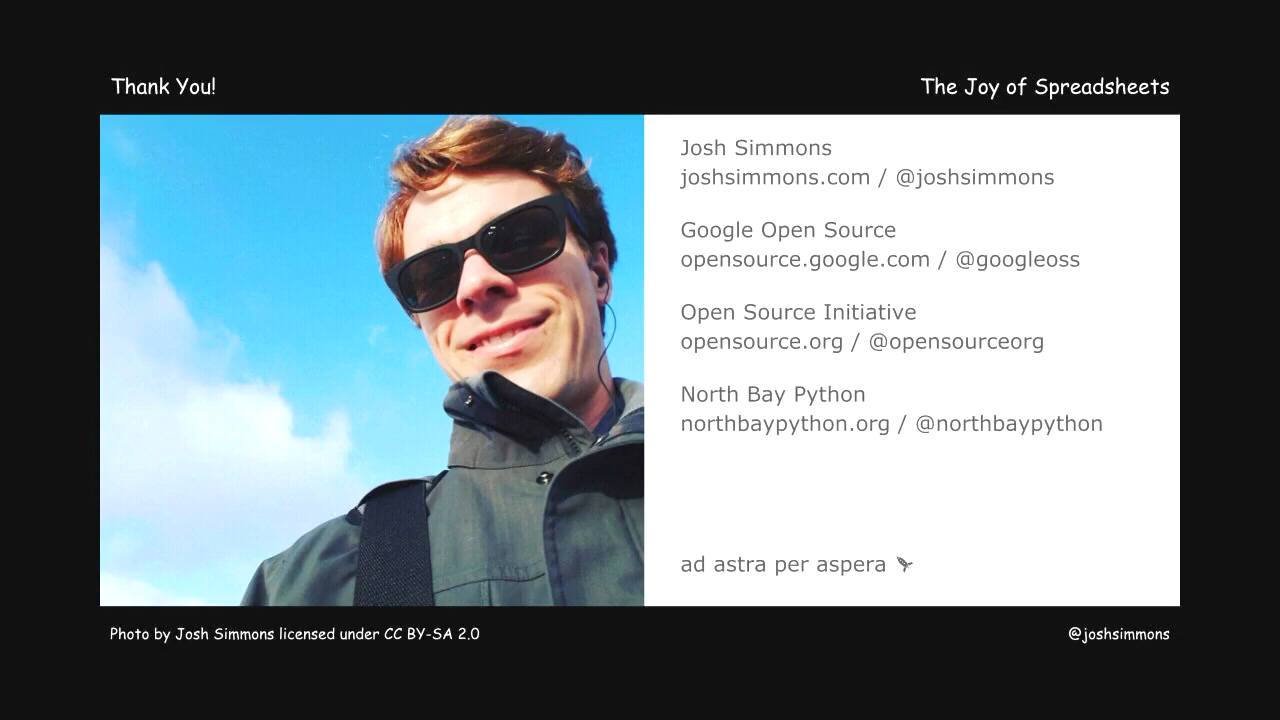 Thank You!
The Joy of Spreadsheets
Josh Simmons
joshsimmons.com / @joshsimmons
Google Open Source
opensource.google.com / @googleoss
Open Source Initiative
opensource.org / @opensourceorg
North Bay Python
northbaypython.org / @northbaypython
ad astra per aspera 🚀
Photo by Josh Simmons licensed under CC BY-SA 2.0
@joshsimmons